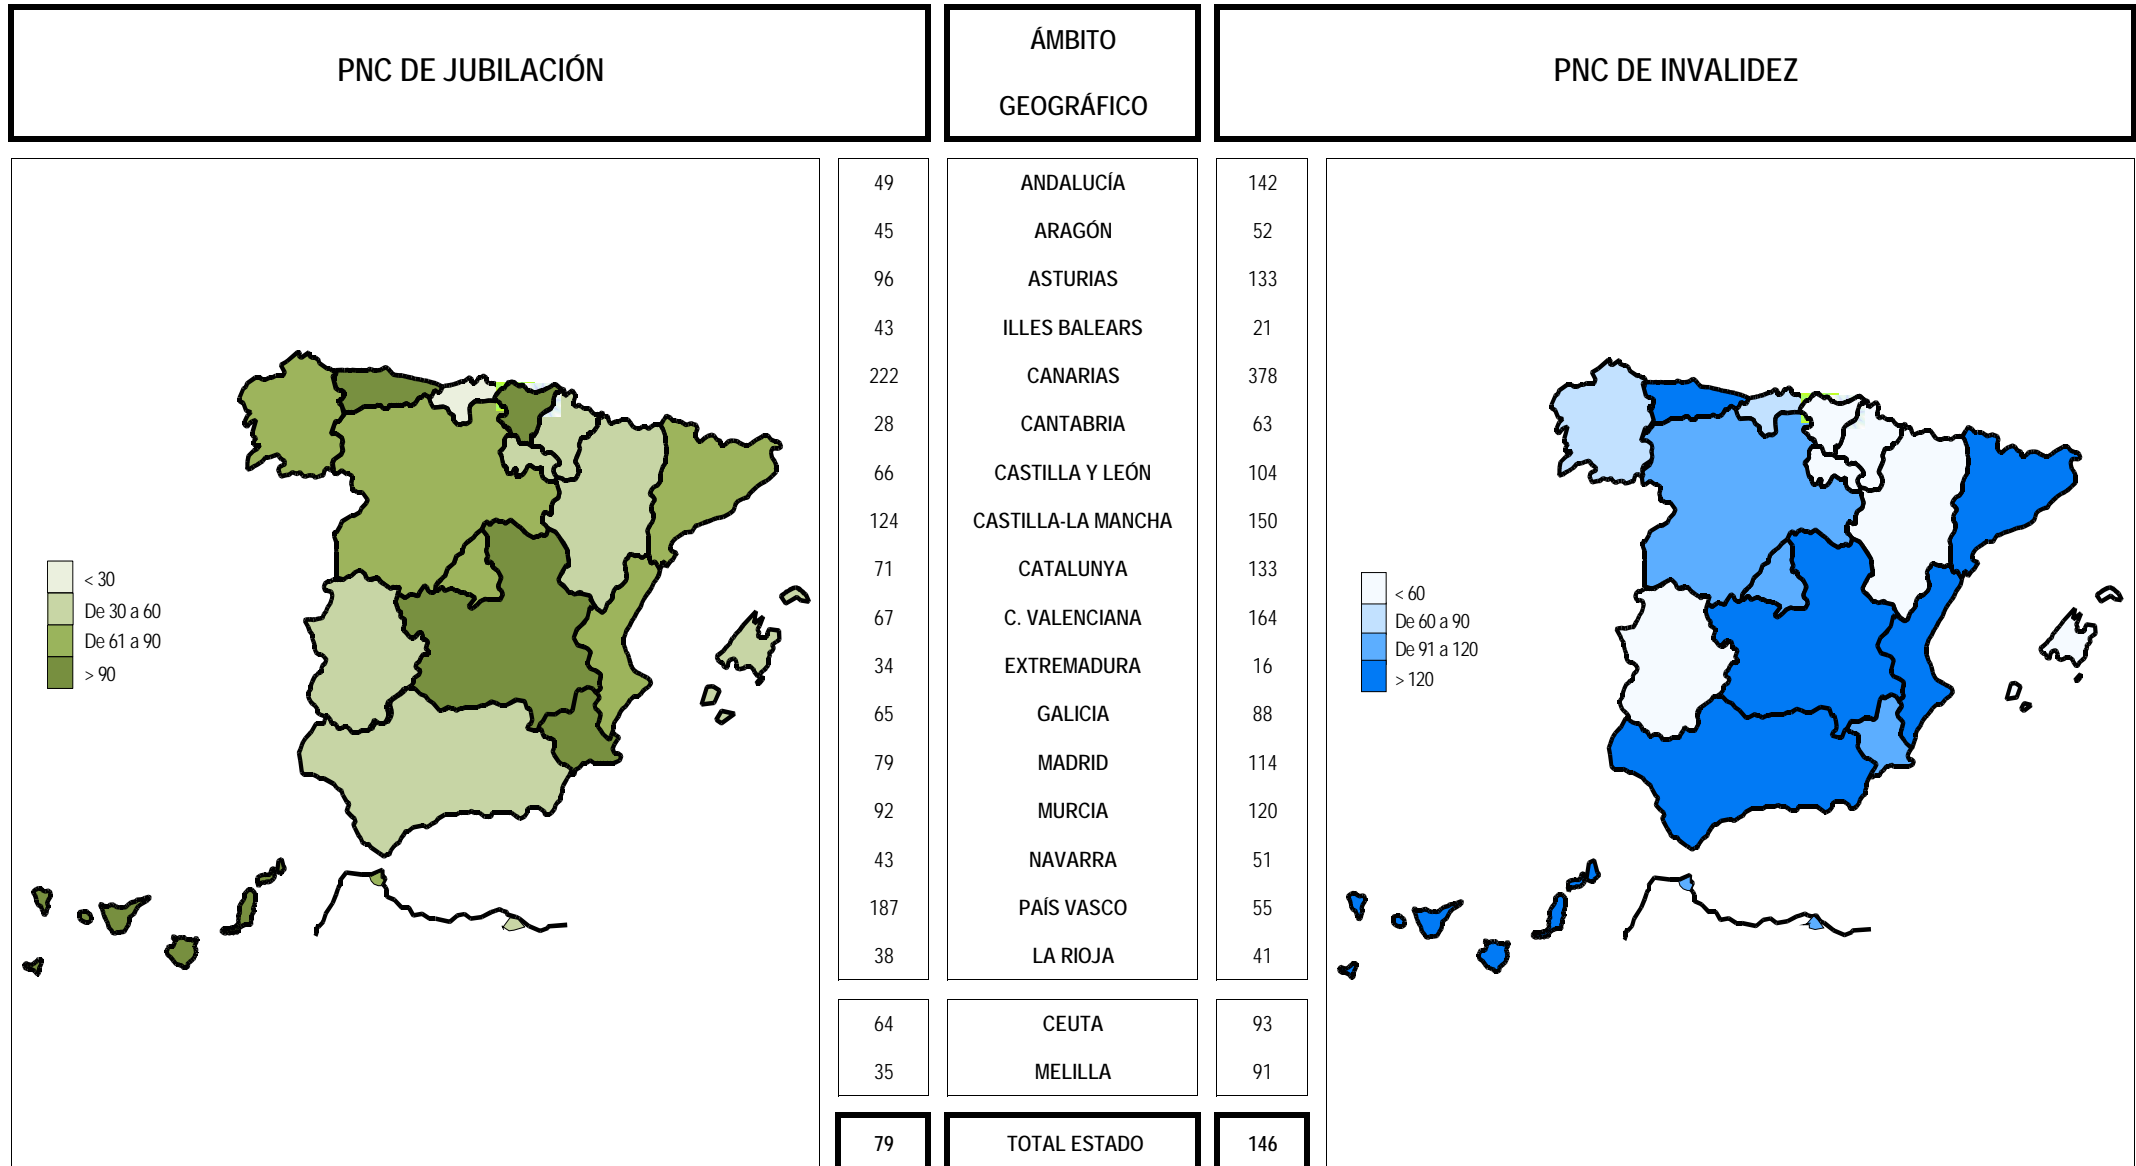 PNC DE JUBILACIÓN
ÁMBITO
GEOGRÁFICO
PNC DE INVALIDEZ
49 ANDALUCÍA 142
45 ARAGÓN 52
96 ASTURIAS 133
43 ILLES BALEARS 21
222 CANARIAS 378
28 CANTABRIA 63
66 CASTILLA Y LEÓN 104
124 CASTILLA-LA MANCHA 150
71 CATALUNYA 133
67 C. VALENCIANA 164
34 EXTREMADURA 16
65 GALICIA 88
79 MADRID 114
92 MURCIA 120
43 NAVARRA 51
187 PAÍS VASCO 55
38 LA RIOJA 41
64 CEUTA 93
35 MELILLA 91
79 TOTAL ESTADO 146
< 30
De 30 a 60
De 61 a 90
> 90
< 60
De 60 a 90
De 91 a 120
> 120